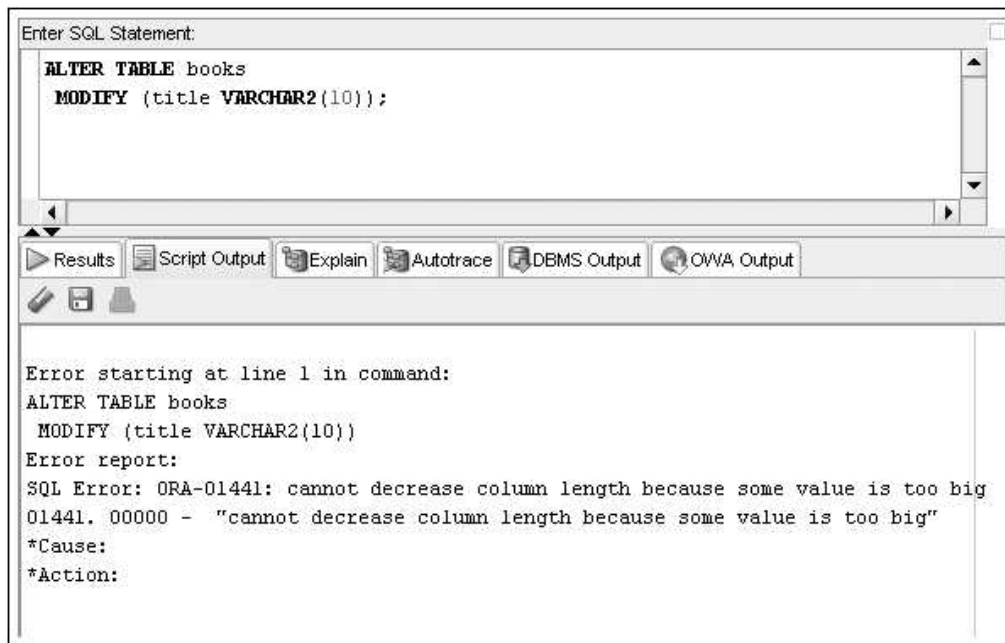 Enter SQL Statement:
ALTER TABLE books
MODIFY (title VARCHAR2(10));
Results Script Output Explain Autotrace DBMS Output OWA Output
Error starting at line 1 in command:
ALTER TABLE books
MODIFY (title VARCHAR2(10))
Error report:
SQL Error: ORA-01441: cannot decrease column length because some value is too big
01441. 00000 - "cannot decrease column length because some value is too big"
*Cause:
*Action: